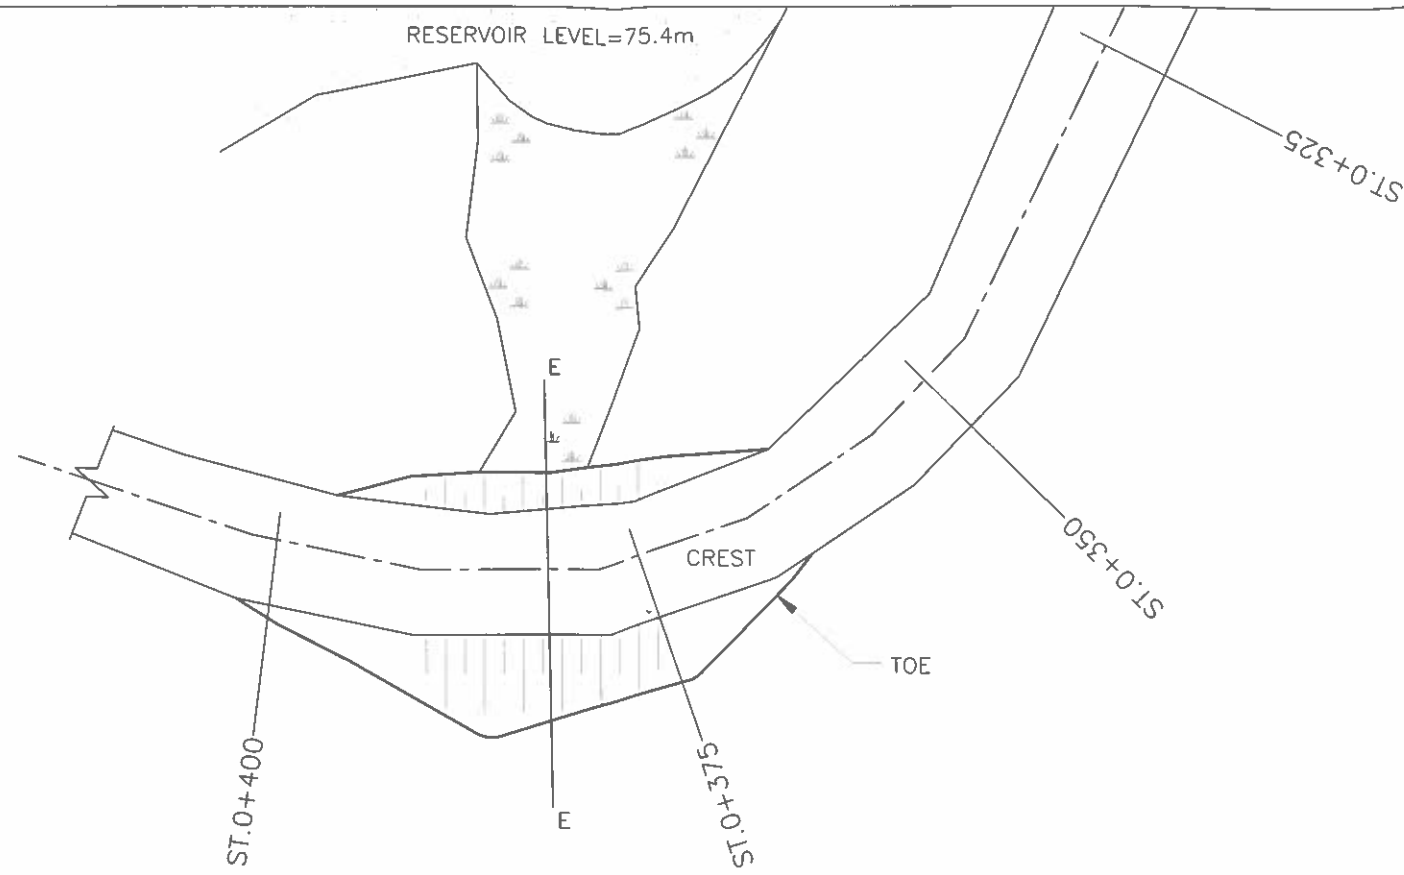 RESERVOIR LEVEL=75.4m
ST.0+325
E
ST.0+350
CREST
TOE
ST.0+400
ST.0+375
E